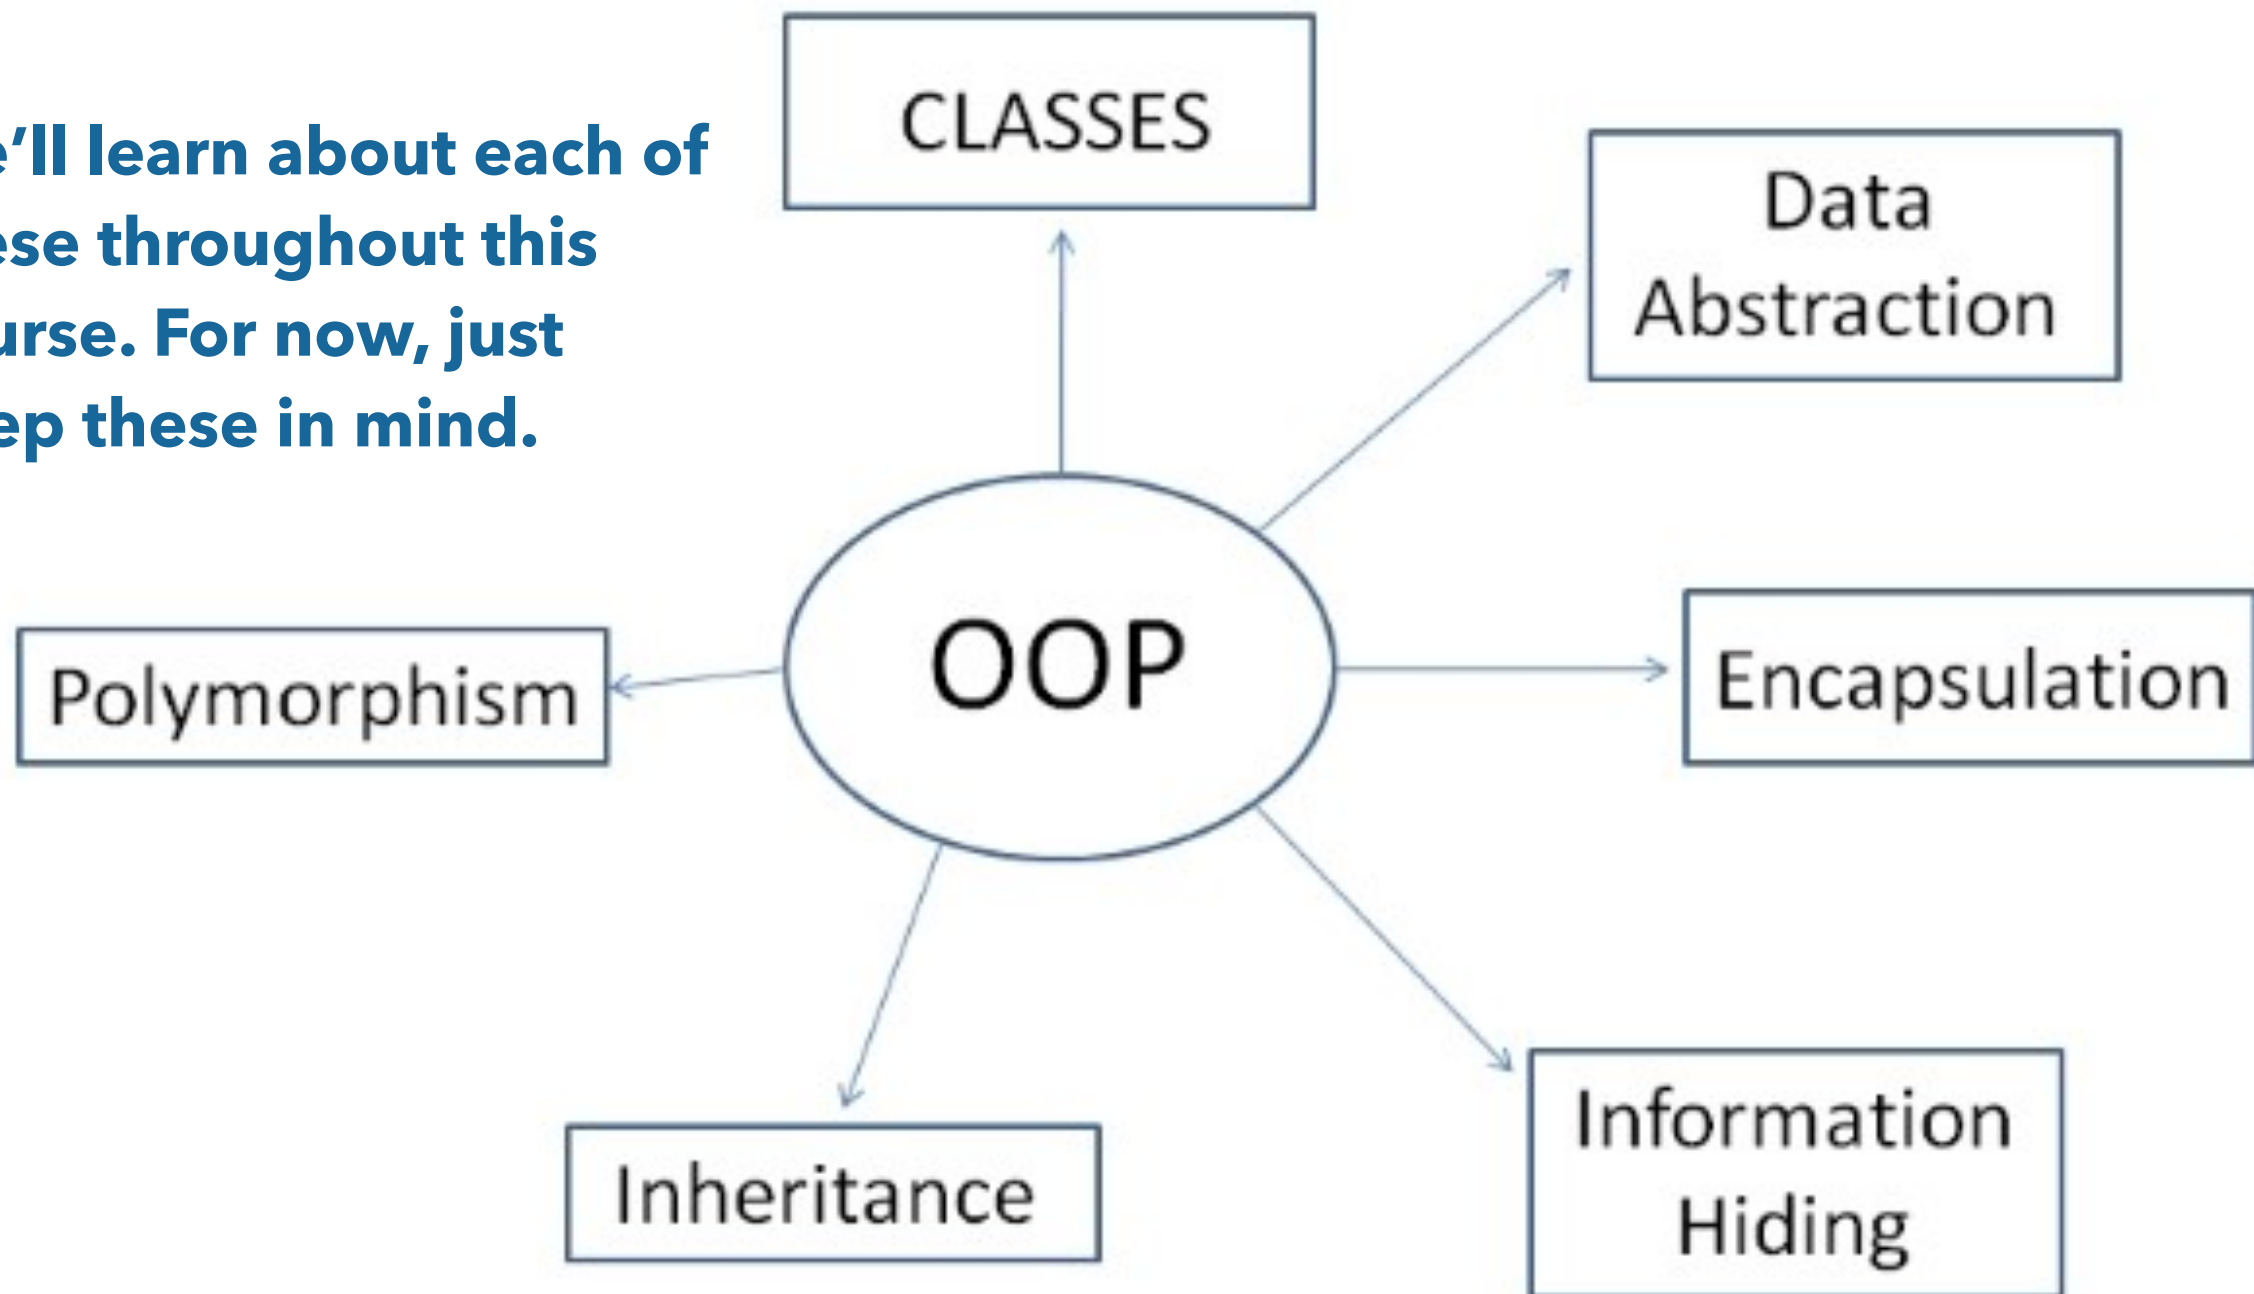 e’ll learn about each of
ese throughout this
urse. For now, just
ep these in mind.
CLASSES
Data
Abstraction
OOP
Polymorphism
Encapsulation
Inheritance
Information
Hiding